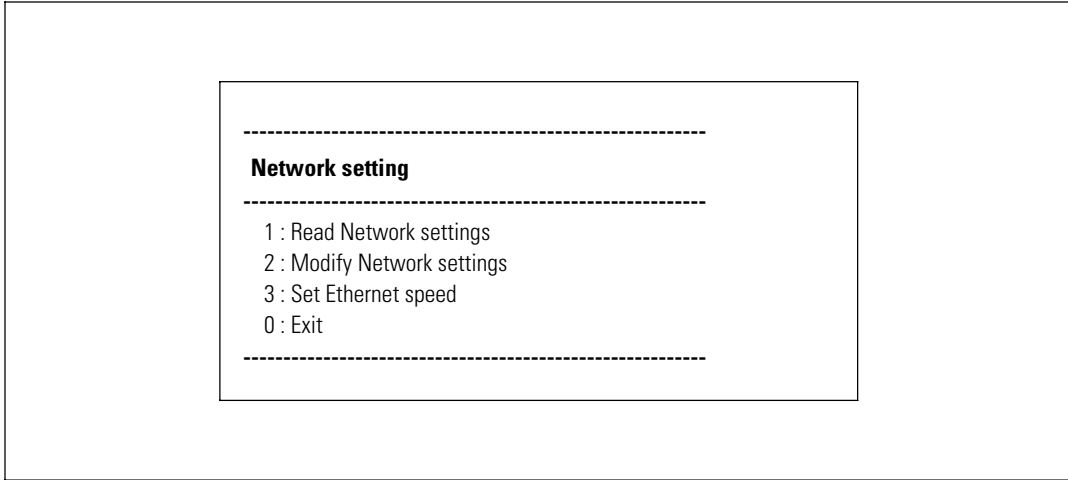 ----------------------------------------------------------
Network setting
----------------------------------------------------------
1 : Read Network settings
2 : Modify Network settings
3 : Set Ethernet speed
0 : Exit
----------------------------------------------------------